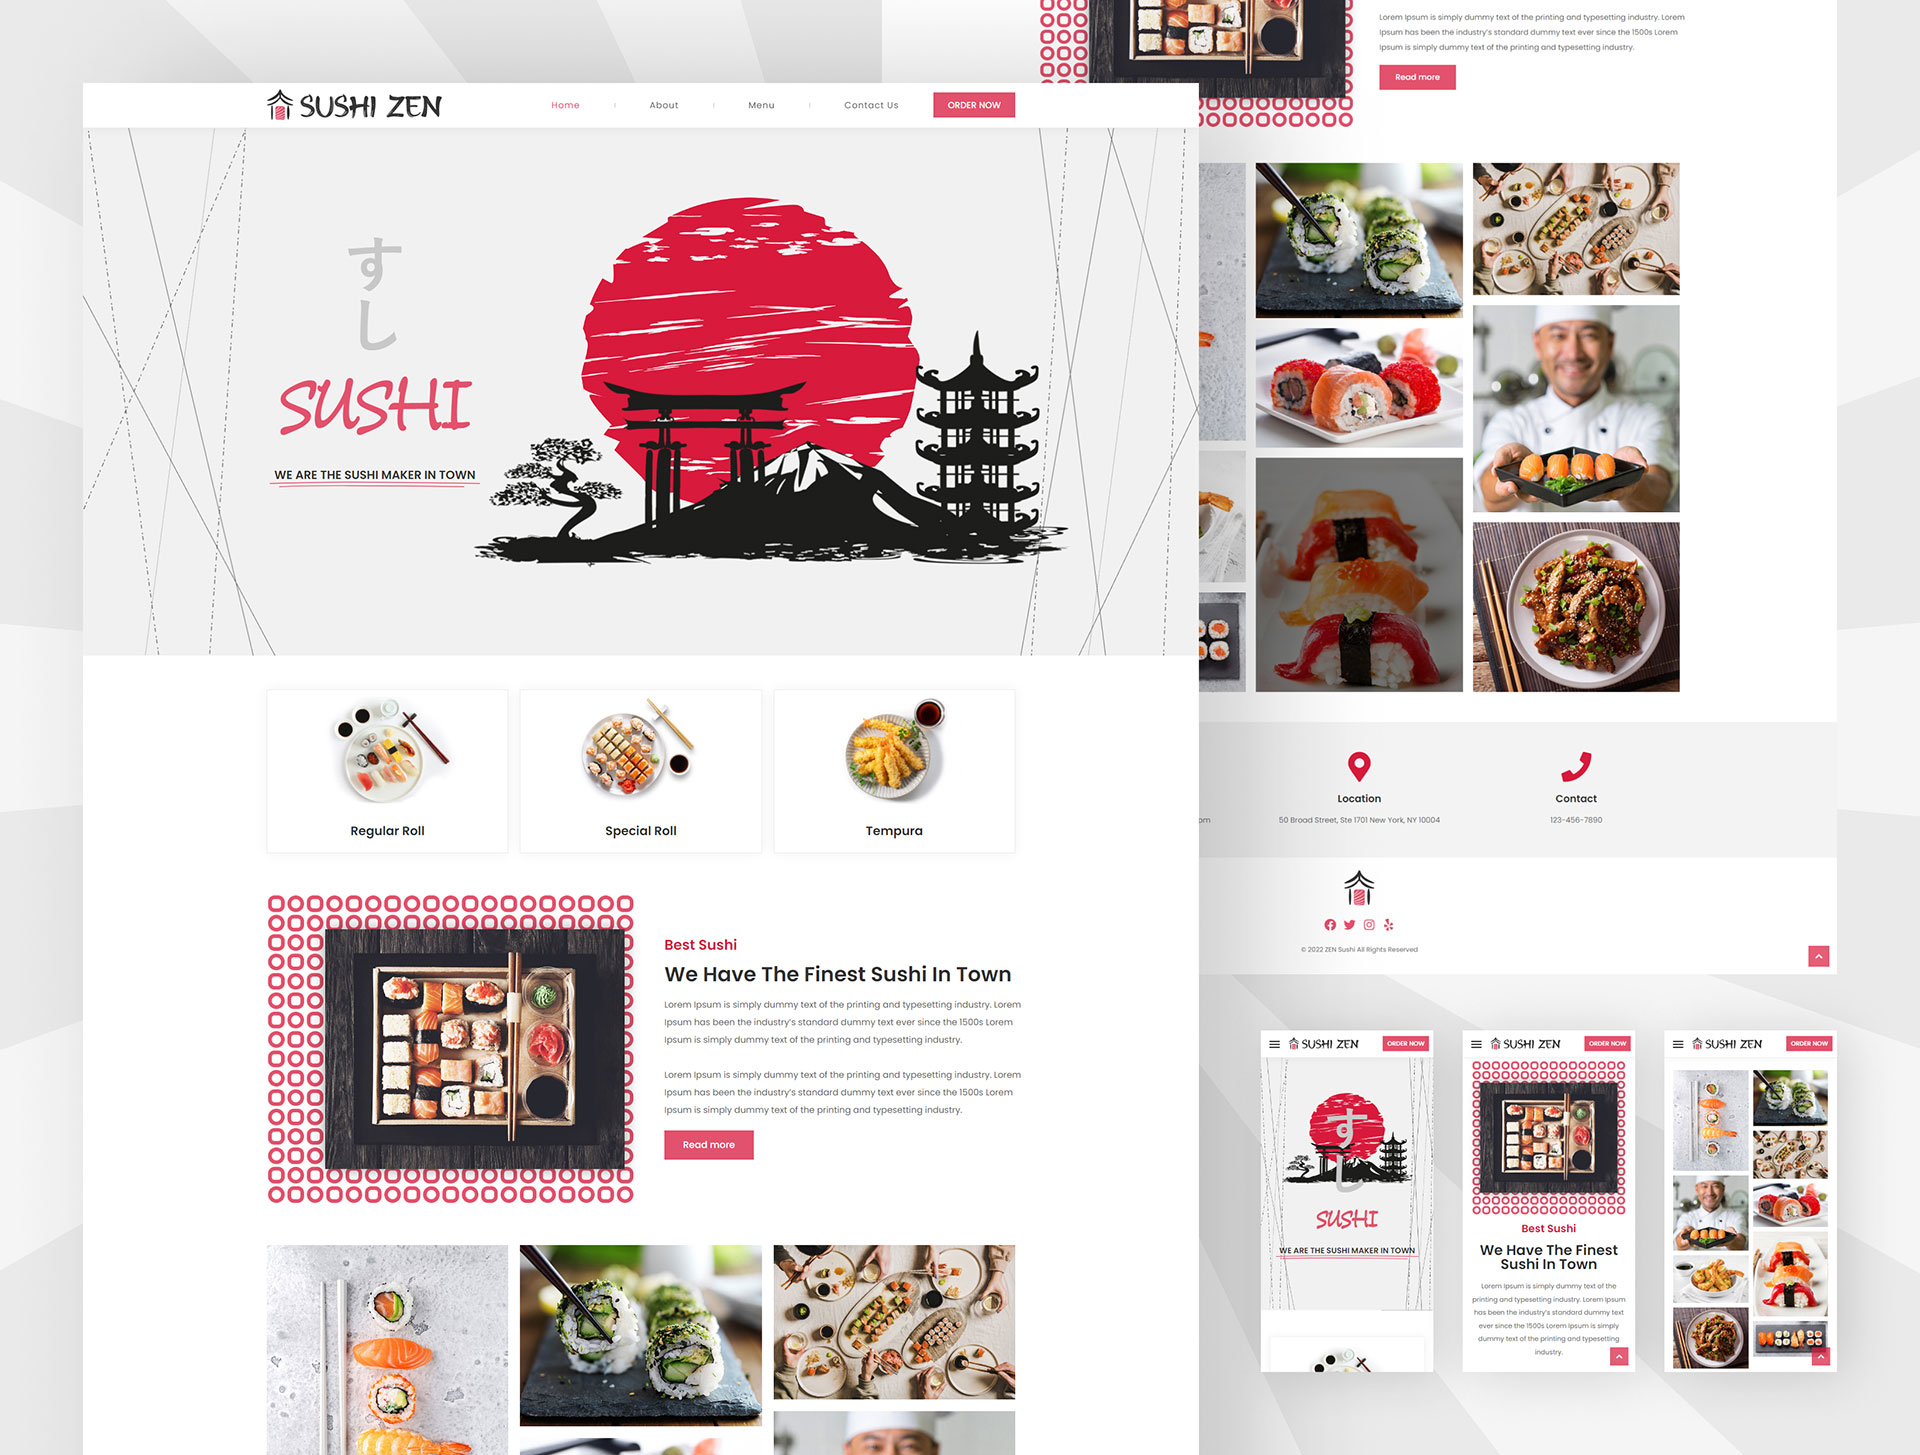 SUSHI ZEN
Home
About
Menu
Contact Us
ORDER NOW
す
し
SUSHI
WE ARE THE SUSHI MAKER IN TOWN
Regular Roll
Special Roll
Tempura
Best Sushi
We Have The Finest Sushi In Town
Lorem Ipsum is simply dummy text of the printing and typesetting industry. Lorem
Ipsum has been the industry's standard dummy text ever since the 1500s Lorem
Ipsum is simply dummy text of the printing and typesetting industry.
Lorem Ipsum is simply dummy text of the printing and typesetting industry. Lorem
Ipsum has been the industry's standard dummy text ever since the 1500s Lorem
Ipsum is simply dummy text of the printing and typesetting industry.
Read more
Lorem Ipsum is simply dummy text of the printing and typesetting industry. Lorem
Ipsum has been the industry's standard dummy text ever since the 1500s Lorem
Ipsum is simply dummy text of the printing and typesetting industry.
Read more
om
Location
50 Broad Street, Ste 1701 New York, NY 10004
Contact
123-456-7890
© 2022 ZEN Sushi All Rights Reserved
SUSHI ZEN
ORDER NOW
す
し
SUSHI
WE ARE THE SUSHI MAKER IN TOWN
SUSHI ZEN
ORDER NOW
Best Sushi
We Have The Finest
Sushi In Town
Lorem Ipsum is simply dummy text of the
printing and typesetting industry. Lorem Ipsum
has been the industry's standard dummy text
ever since the 1500s Lorem Ipsum is simply
dummy text of the printing and typesetting
industry.
SUSHI ZEN
ORDER NOW